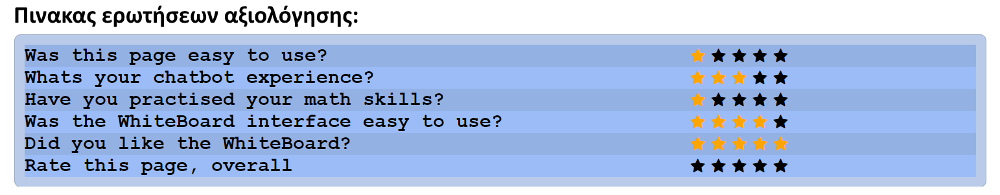 Πινακας ερωτήσεων αξιολόγησης:
Was this page easy to use?
Whats your chatbot experience?
Have you practised your math skills?
Was the WhiteBoard interface easy to use?
Did you like the WhiteBoard?
Rate this page, overall